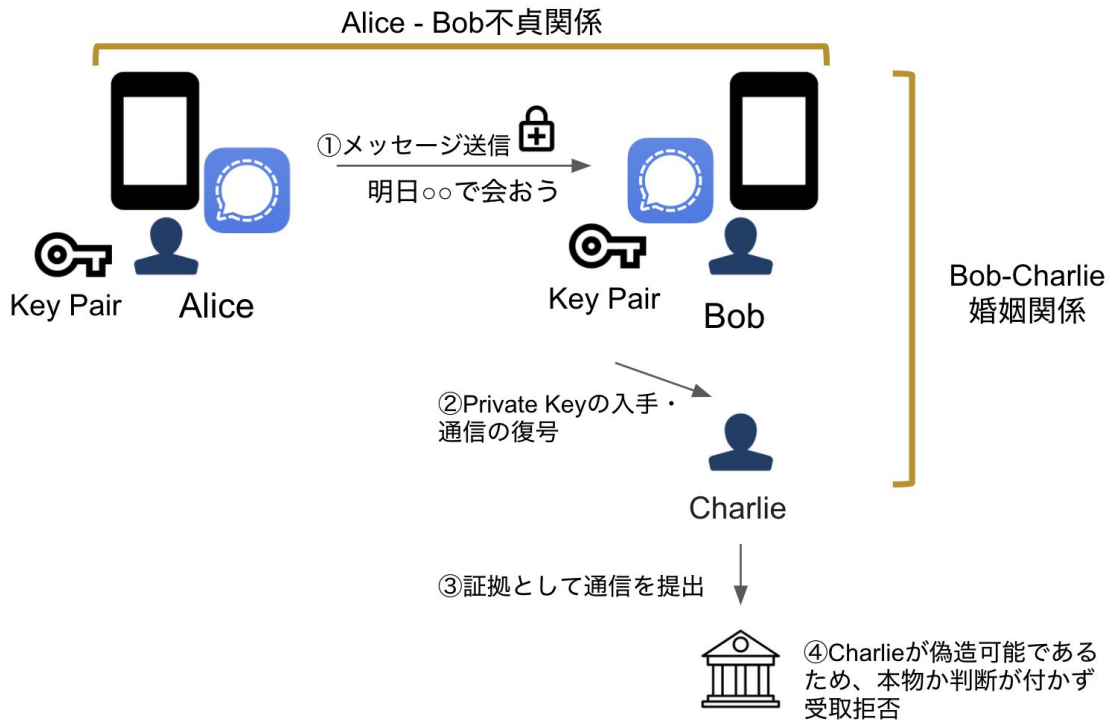 Alice - Bob不貞関係
①メッセージ送信
明日○○で会おう
Key Pair
Alice
Key Pair
Bob
Bob-Charlie
婚姻関係
②Private Keyの入手・
通信の復号
Charlie
③証拠として通信を提出
④Charlieが偽造可能である
ため、本物か判断が付かず
受取拒否